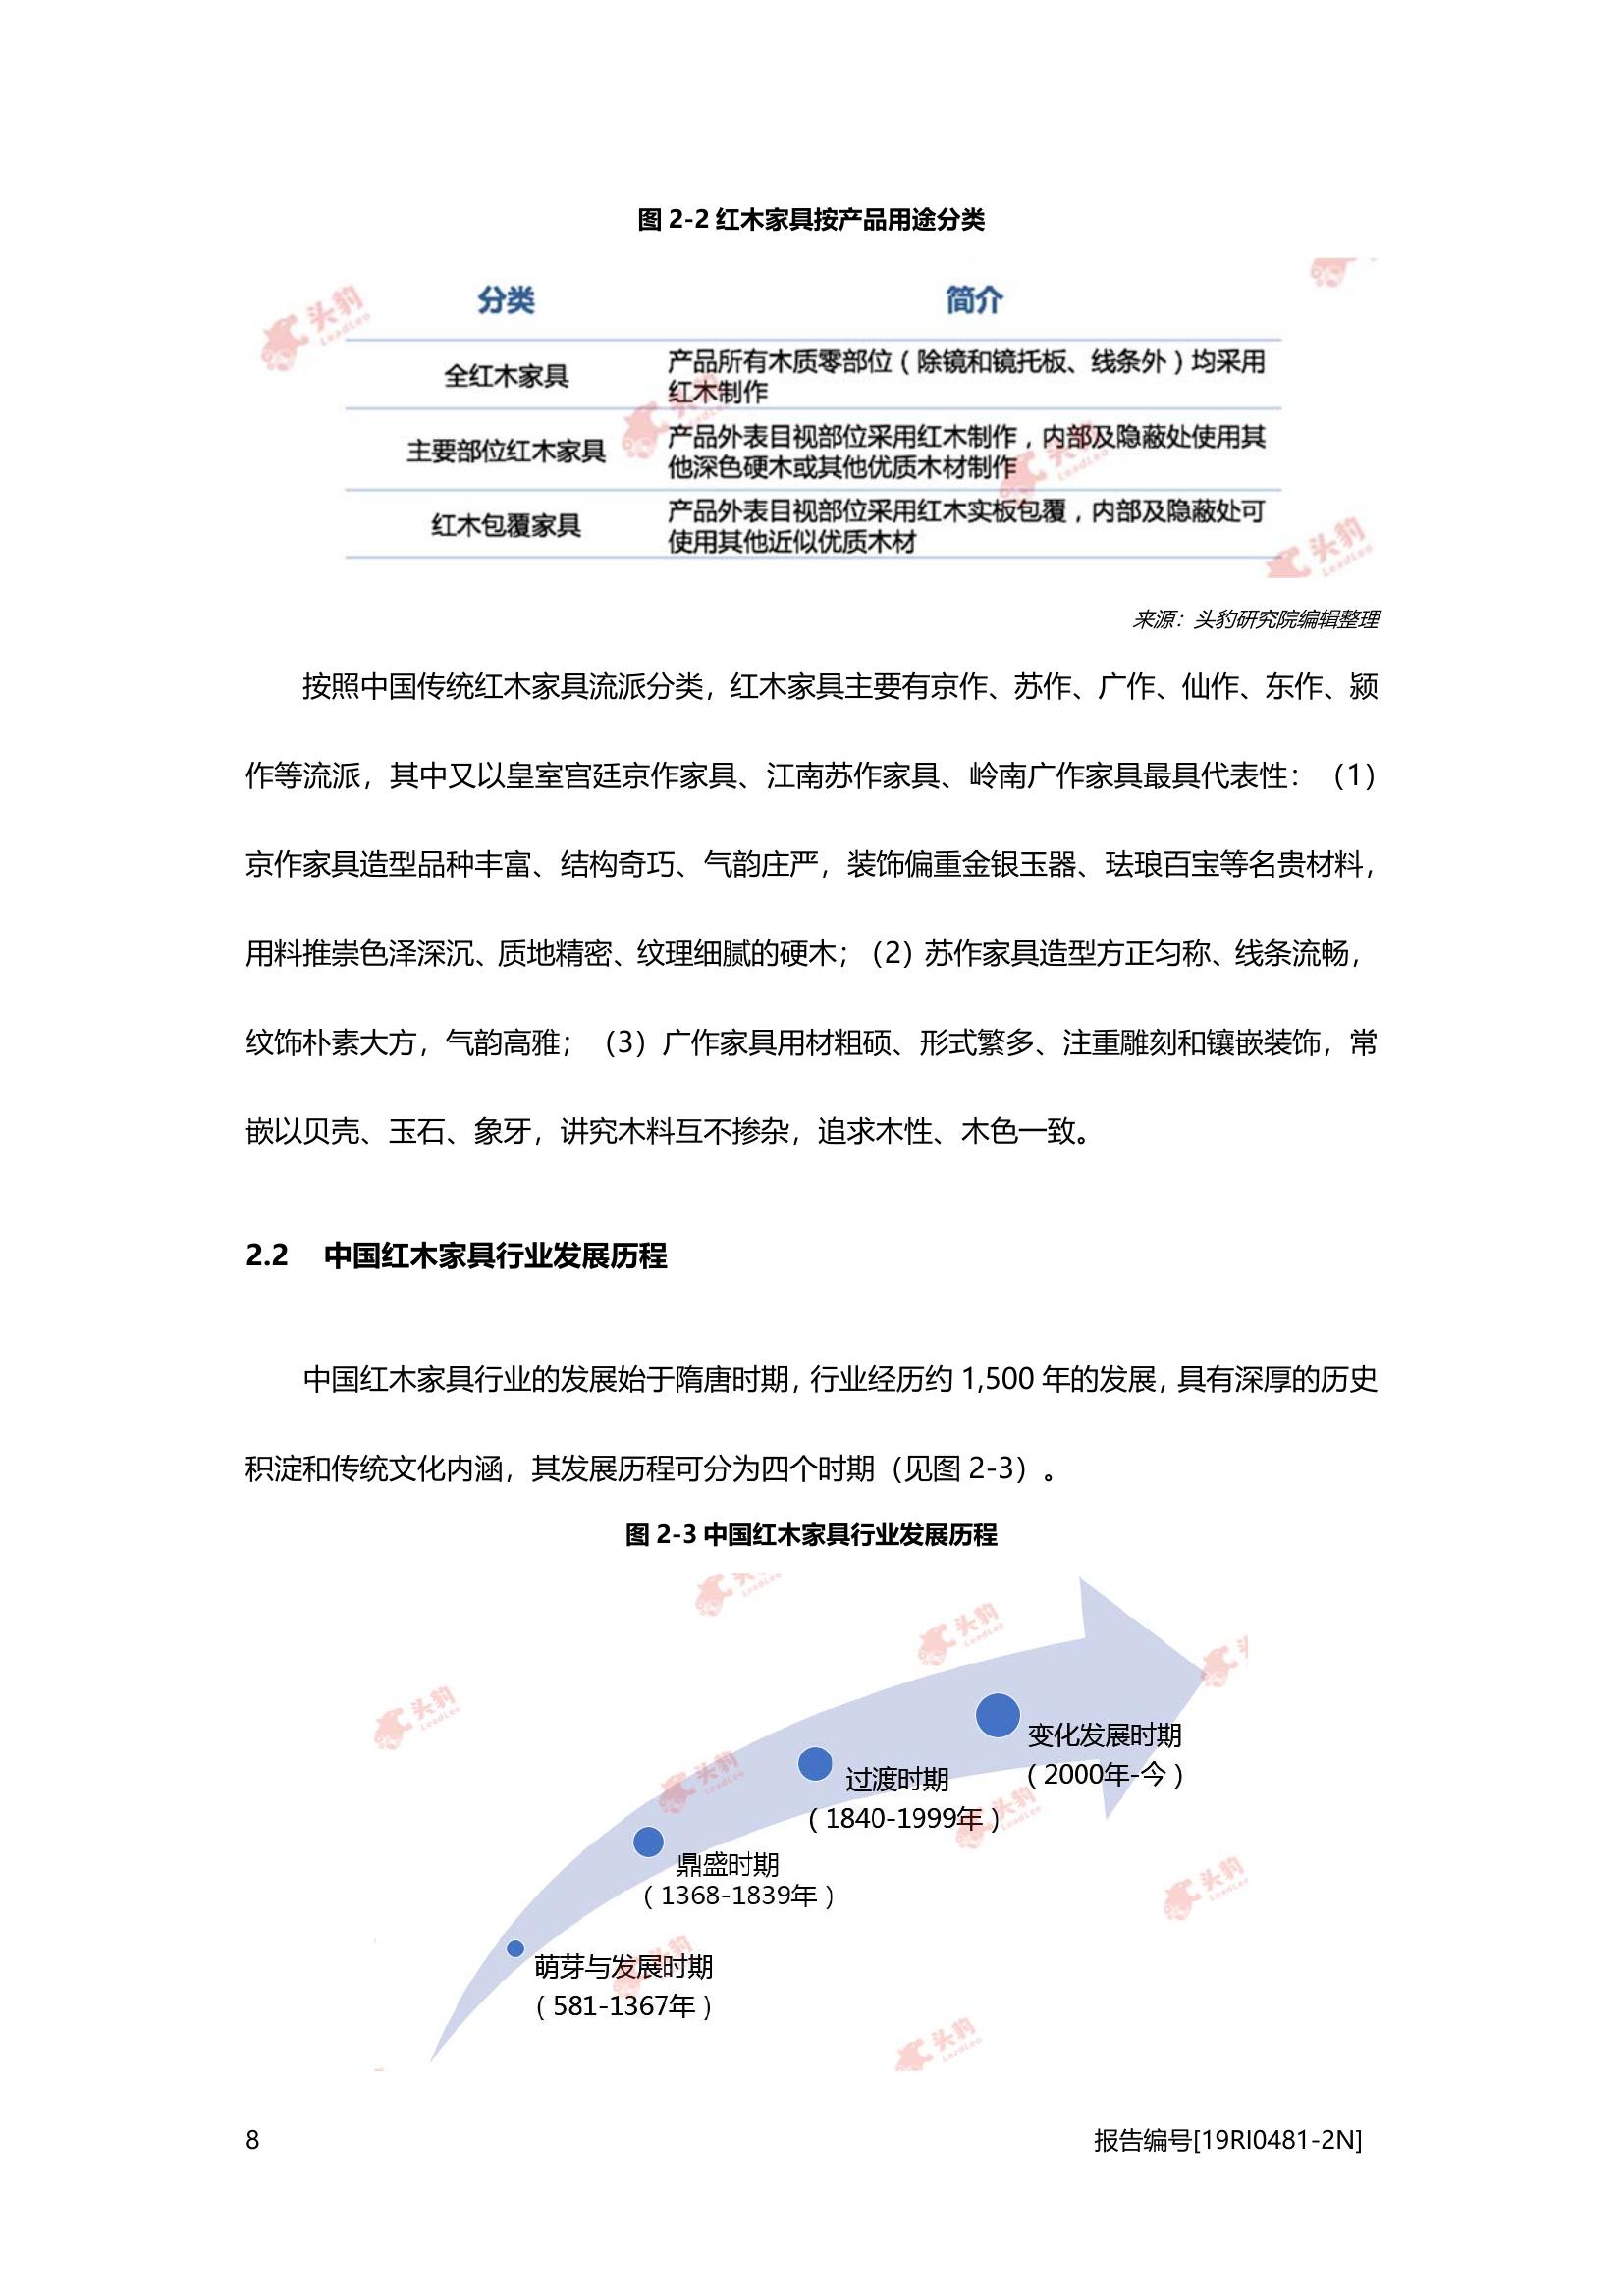 图 2-2 红木家具按产品用途分类
分类 简介
全红木家具 产品所有木质零部位（除镜和镜托板、线条外）均采用
红木制作
主要部位红木家具 产品外表目视部位采用红木制作，内部及隐蔽处使用其
他深色硬木或其他优质木材制作
红木包覆家具 产品外表目视部位采用红木实板包覆，内部及隐蔽处可
使用其他近似优质木材
来源：头豹研究院编辑整理
按照中国传统红木家具流派分类，红木家具主要有京作、苏作、广作、仙作、东作、颍
作等流派，其中又以皇室宫廷京作家具、江南苏作家具、岭南广作家具最具代表性：（1）
京作家具造型品种丰富、结构奇巧、气韵庄严，装饰偏重金银玉器、珐琅百宝等名贵材料，
用料推崇色泽深沉、质地精密、纹理细腻的硬木；（2）苏作家具造型方正匀称、线条流畅，
纹饰朴素大方，气韵高雅；（3）广作家具用材粗硕、形式繁多、注重雕刻和镶嵌装饰，常
嵌以贝壳、玉石、象牙，讲究木料互不掺杂，追求木性、木色一致。
2.2 中国红木家具行业发展历程
中国红木家具行业的发展始于隋唐时期，行业经历约 1,500 年的发展，具有深厚的历史
积淀和传统文化内涵，其发展历程可分为四个时期（见图 2-3）。
图 2-3 中国红木家具行业发展历程
变化发展时期
（2000年-今）
过渡时期
（1840-1999年）
鼎盛时期
（1368-1839年）
萌芽与发展时期
（581-1367年）
头豹
LeadLeo
8 报告编号[19RI0481-2N]